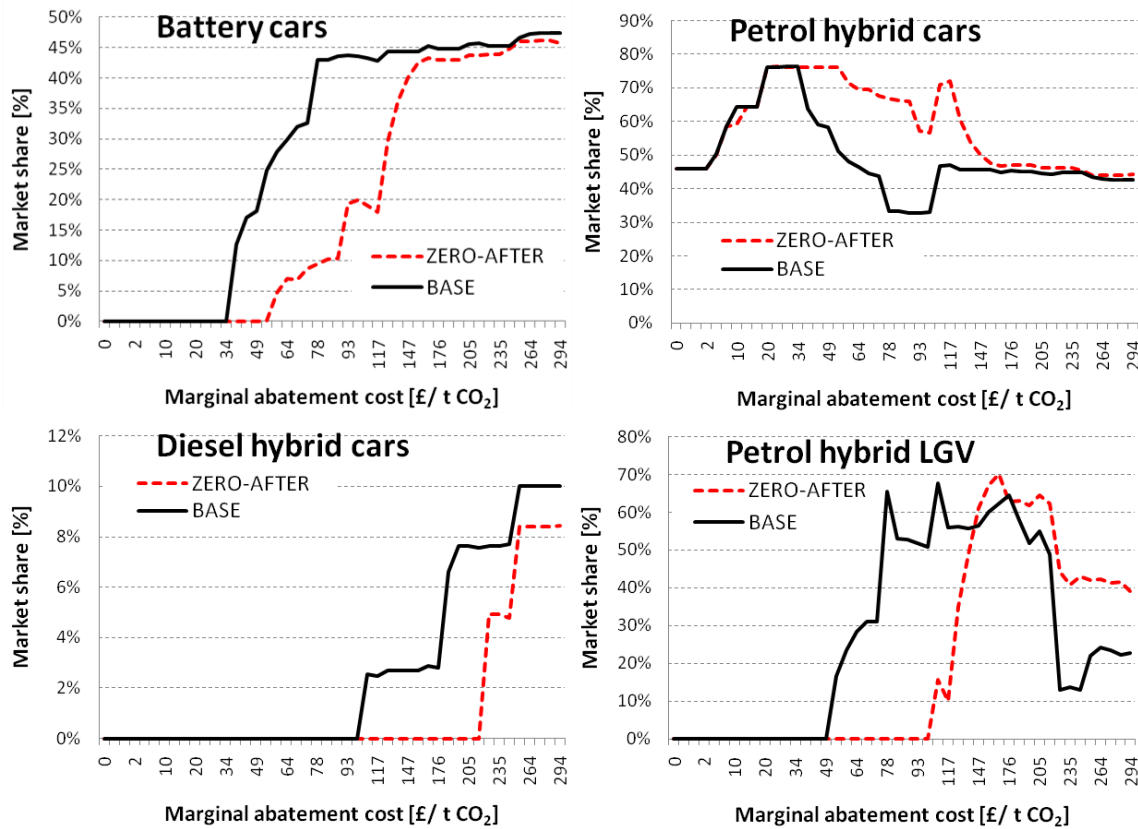 Battery cars
Market share [%]
50%
45%
40%
35%
30%
25%
20%
15%
10%
5%
0%
ZERO-AFTER
BASE
0 2 10 20 34 49 64 78 93 117 147 176 205 235 264 294
Marginal abatement cost [£/ t CO₂]
Petrol hybrid cars
Market share [%]
90%
80%
70%
60%
50%
40%
30%
20%
10%
0%
ZERO-AFTER
BASE
0 2 10 20 34 49 64 78 93 117 147 176 205 235 264 294
Marginal abatement cost [£/ t CO₂]
Diesel hybrid cars
Market share [%]
12%
10%
8%
6%
4%
2%
0%
ZERO-AFTER
BASE
0 2 10 20 34 49 64 78 93 117 147 176 205 235 264 294
Marginal abatement cost [£/ t CO₂]
Petrol hybrid LGV
Market share [%]
80%
70%
60%
50%
40%
30%
20%
10%
0%
ZERO-AFTER
BASE
0 2 10 20 34 49 64 78 93 117 147 176 205 235 264 294
Marginal abatement cost [£/ t CO₂]